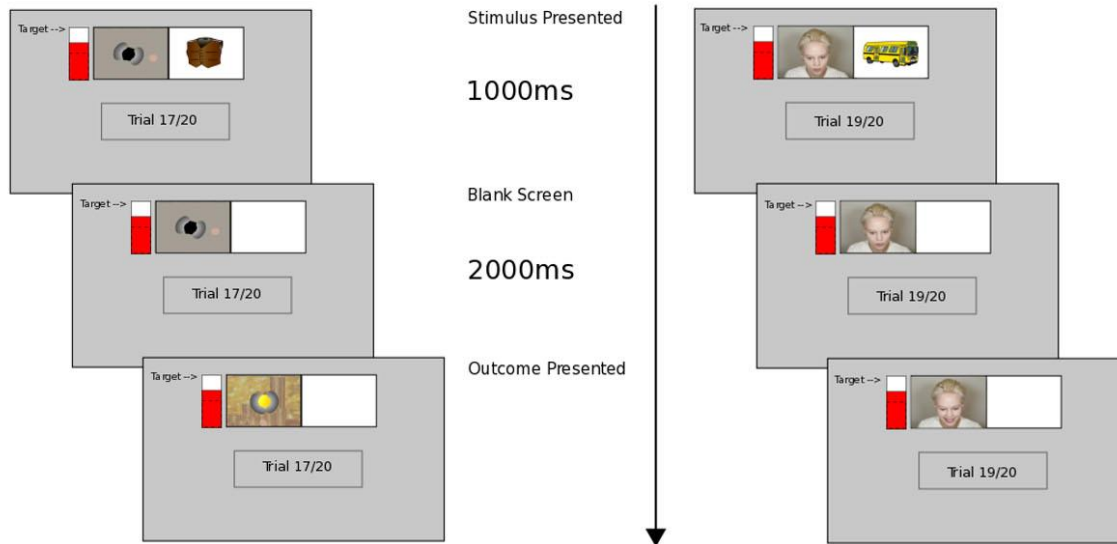 Target -->
Trial 17/20
Target -->
Trial 17/20
Target -->
Trial 17/20
Stimulus Presented
1000ms
Blank Screen
2000ms
Outcome Presented
Target -->
Trial 19/20
Target -->
Trial 19/20
Target -->
Trial 19/20